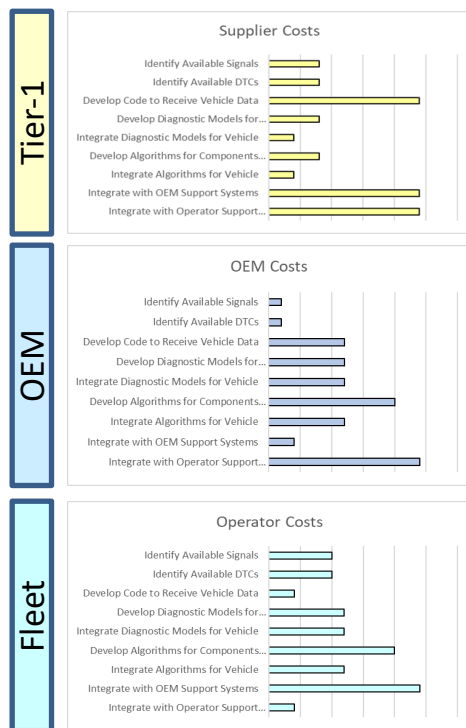 Tier-1
Supplier Costs
Identify Available Signals
Identify Available DTCs
Develop Code to Receive Vehicle Data
Develop Diagnostic Models for...
Integrate Diagnostic Models for Vehicle
Develop Algorithms for Components...
Integrate Algorithms for Vehicle
Integrate with OEM Support Systems
Integrate with Operator Support...
OEM
OEM Costs
Identify Available Signals
Identify Available DTCs
Develop Code to Receive Vehicle Data
Develop Diagnostic Models for...
Integrate Diagnostic Models for Vehicle
Develop Algorithms for Components...
Integrate Algorithms for Vehicle
Integrate with OEM Support Systems
Integrate with Operator Support...
Fleet
Operator Costs
Identify Available Signals
Identify Available DTCs
Develop Code to Receive Vehicle Data
Develop Diagnostic Models for...
Integrate Diagnostic Models for Vehicle
Develop Algorithms for Components...
Integrate Algorithms for Vehicle
Integrate with OEM Support Systems
Integrate with Operator Support...